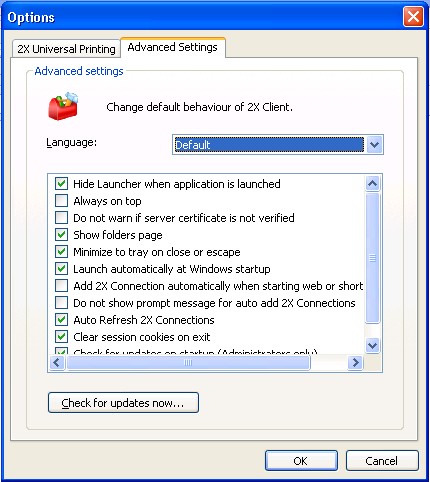 Options
2X Universal Printing Advanced Settings
Advanced settings
Change default behaviour of 2X Client.
Language: Default
Hide Launcher when application is launched
Always on top
Do not warn if server certificate is not verified
Show folders page
Minimize to tray on close or escape
Launch automatically at Windows startup
Add 2X Connection automatically when starting web or short
Do not show prompt message for auto add 2X Connections
Auto Refresh 2X Connections
Clear session cookies on exit
Check for updates on startup (Administrators only)
Check for updates now...
OK Cancel